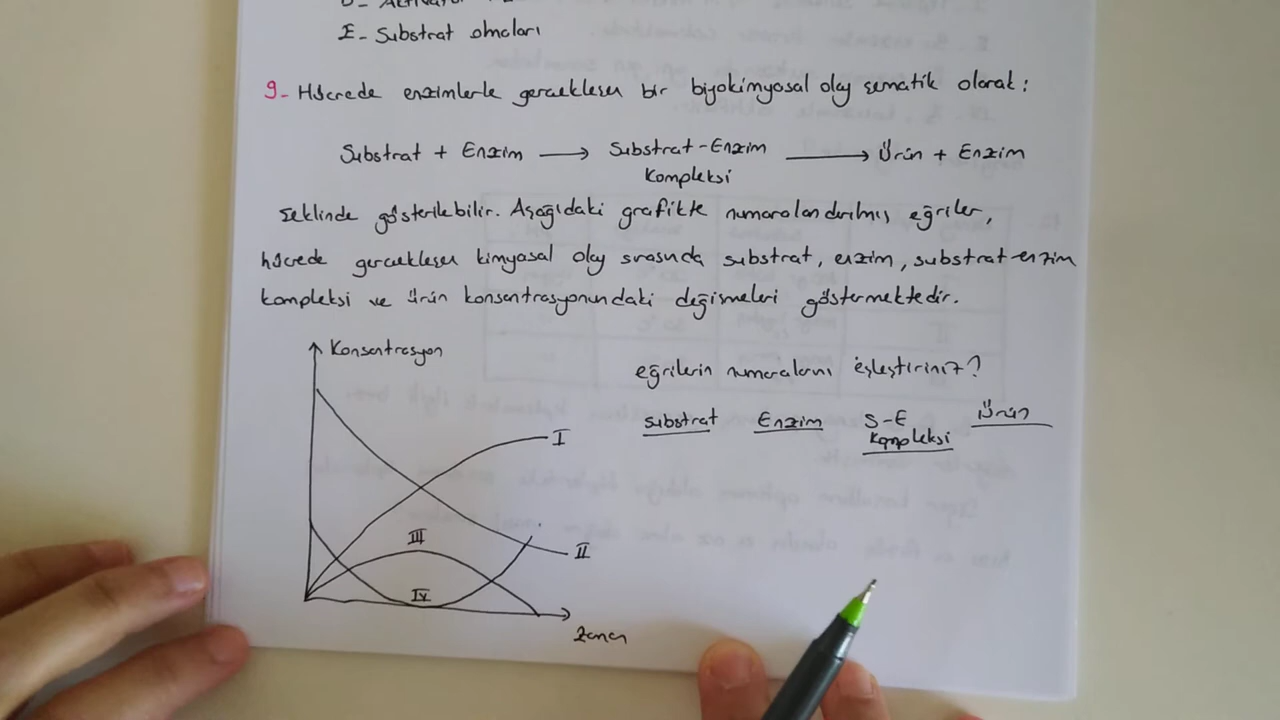 E- Substrat olmaları
9- Hücrede enzimlerle gerçekleşen bir biyokimyasal olay şematik olarak:
Substrat + Enzim → Substrat-Enzim → Ürün + Enzim
Kompleksi
şeklinde gösterilebilir. Aşağıdaki grafikte numaralandırılmış eğriler,
hücrede gerçekleşen kimyasal olay sırasında substrat, enzim, substrat-enzim
kompleksi ve ürün konsantrasyonundaki değişmeleri göstermektedir.
Konsantrasyon
eğrilerin numaralarını eşleştiriniz?
Substrat Enzim S-E Ürün
Kompleksi
I
III
II
IV
Zaman